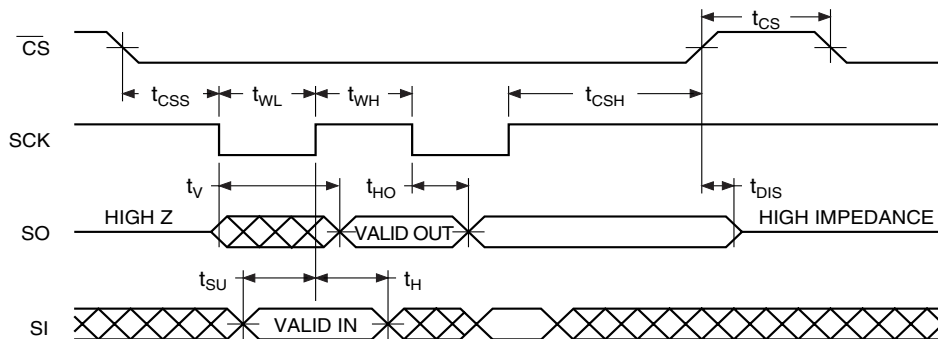 t_CS
CS
t_CSS t_WL t_WH t_CSH
SCK
t_V t_HO t_DIS
HIGH Z VALID OUT HIGH IMPEDANCE
SO
t_SU t_H
SI VALID IN